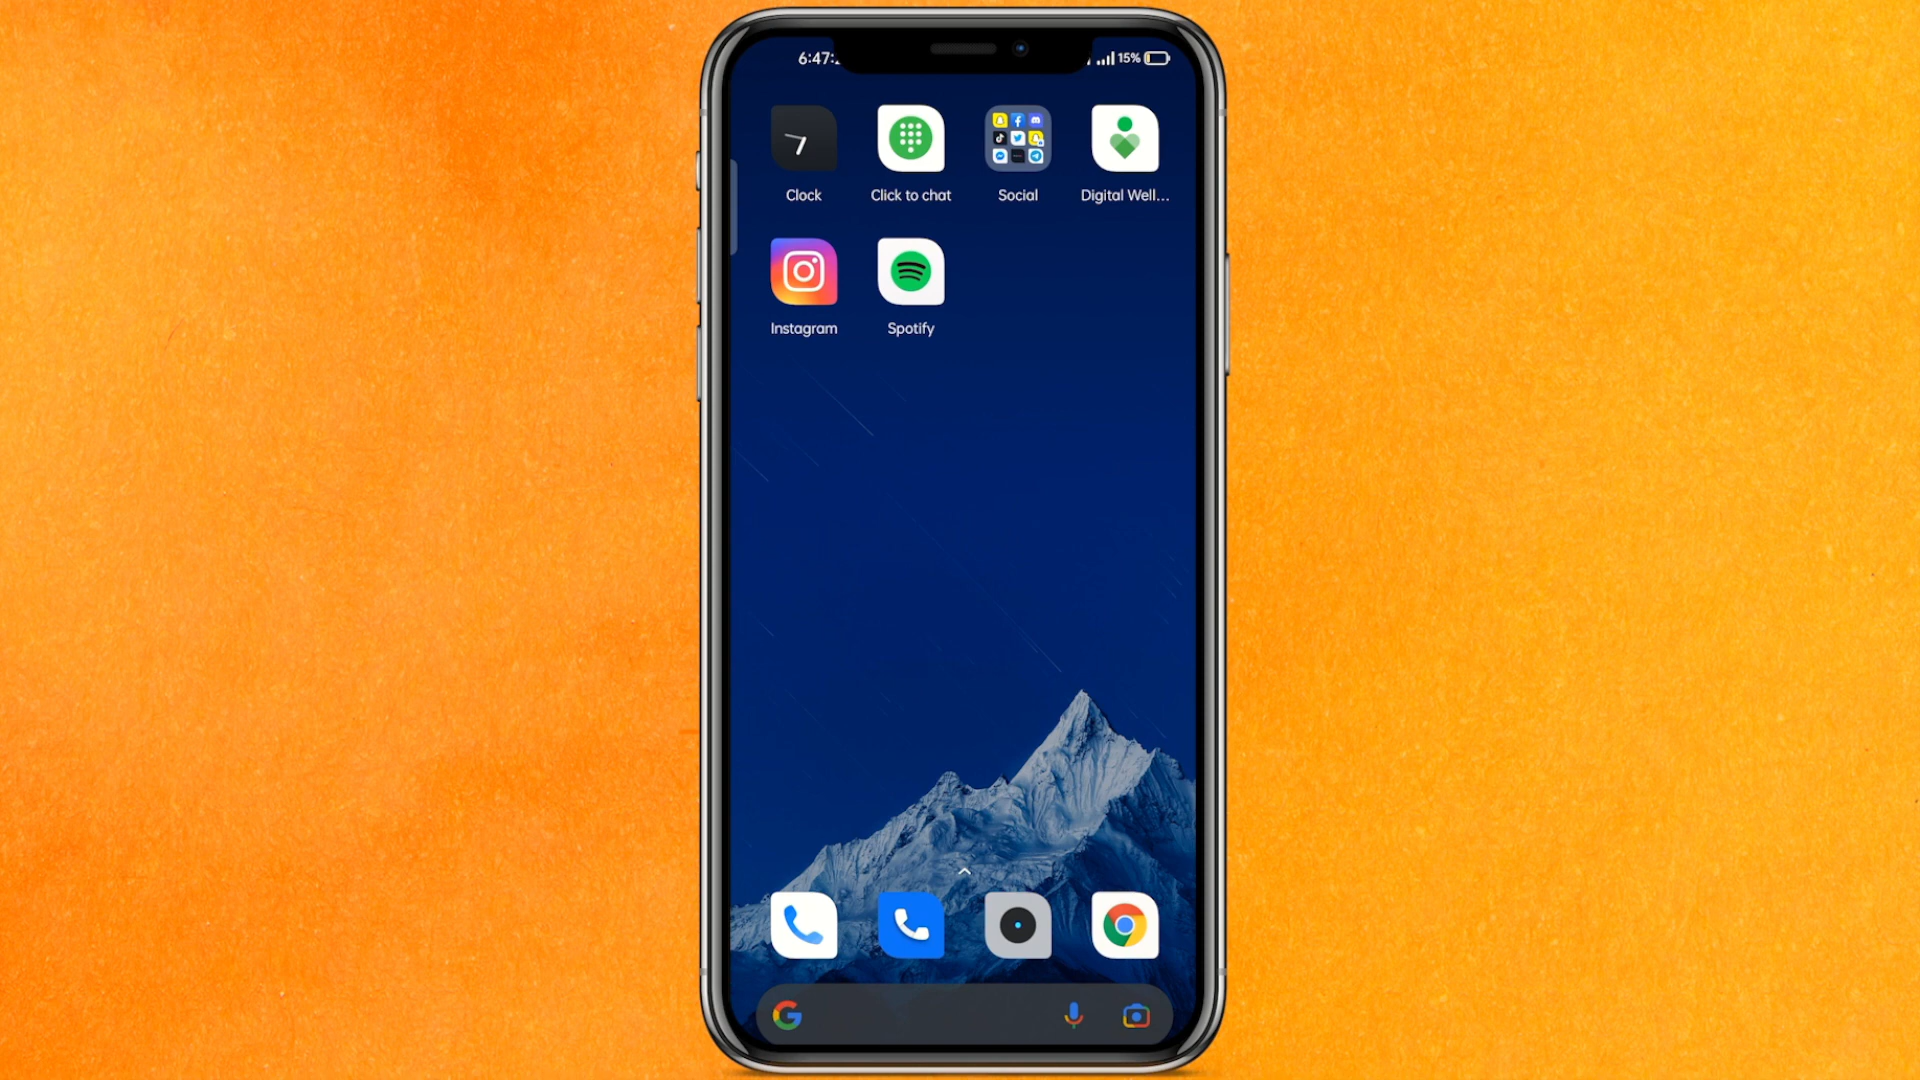 6:47:
15%
Clock
Click to chat
Social
Digital Well...
Instagram
Spotify